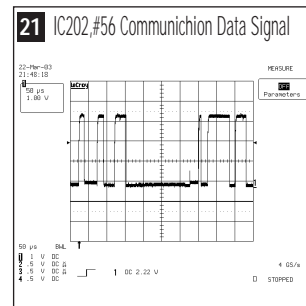 21 IC202,#56 Communichion Data Signal
22-Mar-03
21:48:18
1
50 µs
1.00 V
LeCroy
MEASURE
OFF
Parameters
1
50 µs BWL
1 1 V DC
2 .5 V DC
3 .5 V DC
4 .5 V DC
1 DC 2.22 V
4 GS/s
STOPPED